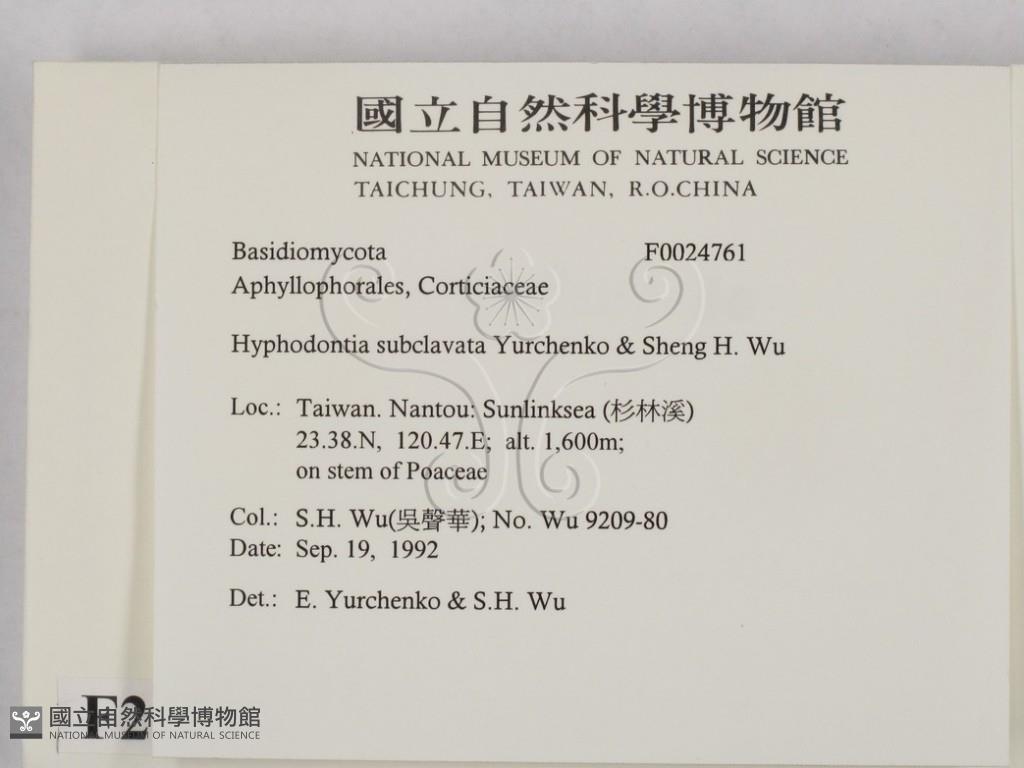 國立自然科學博物館
NATIONAL MUSEUM OF NATURAL SCIENCE
TAICHUNG, TAIWAN, R.O.CHINA
Basidiomycota F0024761
Aphyllophorales, Corticiaceae
Hyphodontia subclavata Yurchenko & Sheng H. Wu
Loc.: Taiwan. Nantou: Sunlinksea (杉林溪)
23.38.N, 120.47.E; alt. 1,600m;
on stem of Poaceae
Col.: S.H. Wu(吳聲華); No. Wu 9209-80
Date: Sep. 19, 1992
Det.: E. Yurchenko & S.H. Wu
F2
國立自然科學博物館
NATIONAL MUSEUM OF NATURAL SCIENCE